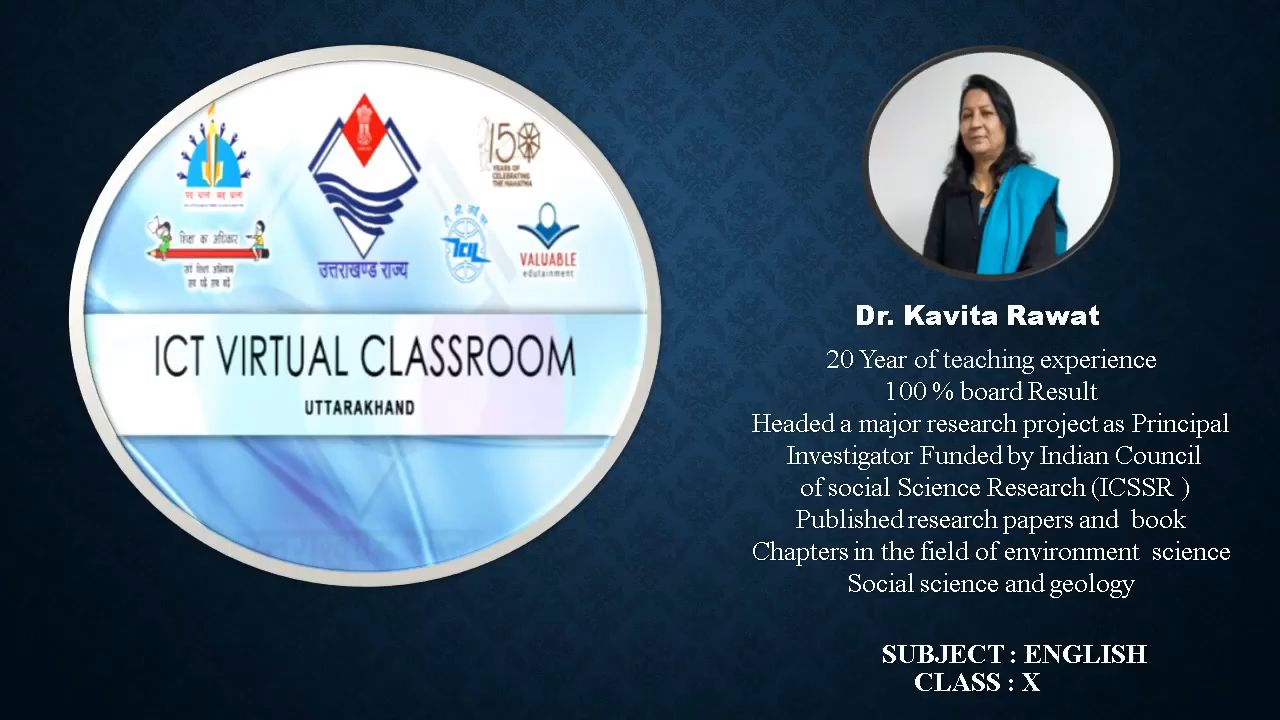 150
YEARS OF
CELEBRATING
THE MAHATMA
शिक्षा का अधिकार
सर्व शिक्षा अभियान
सब पढ़ें सब बढ़ें
उत्तराखण्ड राज्य
TCIL
VALUABLE
edutainment
ICT VIRTUAL CLASSROOM
UTTARAKHAND
Dr. Kavita Rawat
20 Year of teaching experience
100 % board Result
Headed a major research project as Principal
Investigator Funded by Indian Council
of social Science Research (ICSSR )
Published research papers and book
Chapters in the field of environment science
Social science and geology
SUBJECT : ENGLISH
CLASS : X